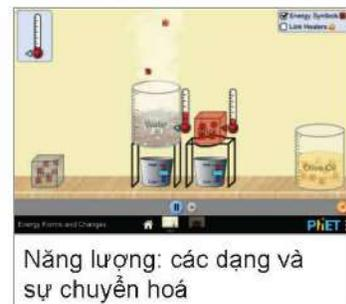 Energy Symbols
Link Heaters
Water
Olive Oil
Energy Forms and Changes
PhET
Năng lượng: các dạng và
sự chuyển hoá